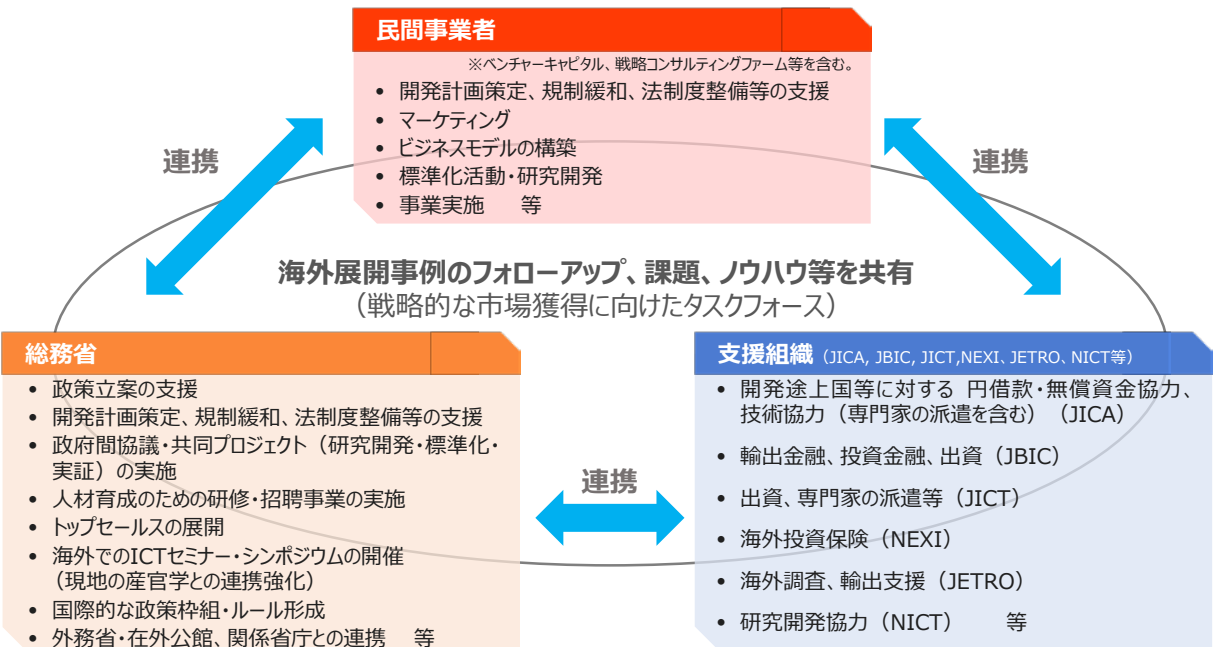 民間事業者
※ベンチャーキャピタル、戦略コンサルティングファーム等を含む。
• 開発計画策定、規制緩和、法制度整備等の支援
• マーケティング
• ビジネスモデルの構築
• 標準化活動・研究開発
• 事業実施　等
連携
連携
海外展開事例のフォローアップ、課題、ノウハウ等を共有
（戦略的な市場獲得に向けたタスクフォース）
総務省
• 政策立案の支援
• 開発計画策定、規制緩和、法制度整備等の支援
• 政府間協議・共同プロジェクト（研究開発・標準化・
実証）の実施
• 人材育成のための研修・招聘事業の実施
• トップセールスの展開
• 海外でのICTセミナー・シンポジウムの開催
（現地の産官学との連携強化）
• 国際的な政策枠組・ルール形成
• 外務省・在外公館、関係省庁との連携　等
連携
支援組織（JICA, JBIC, JICT,NEXI、JETRO、NICT等）
• 開発途上国等に対する 円借款・無償資金協力、
技術協力（専門家の派遣を含む）（JICA）
• 輸出金融、投資金融、出資（JBIC）
• 出資、専門家の派遣等（JICT）
• 海外投資保険（NEXI）
• 海外調査、輸出支援（JETRO）
• 研究開発協力（NICT）　等